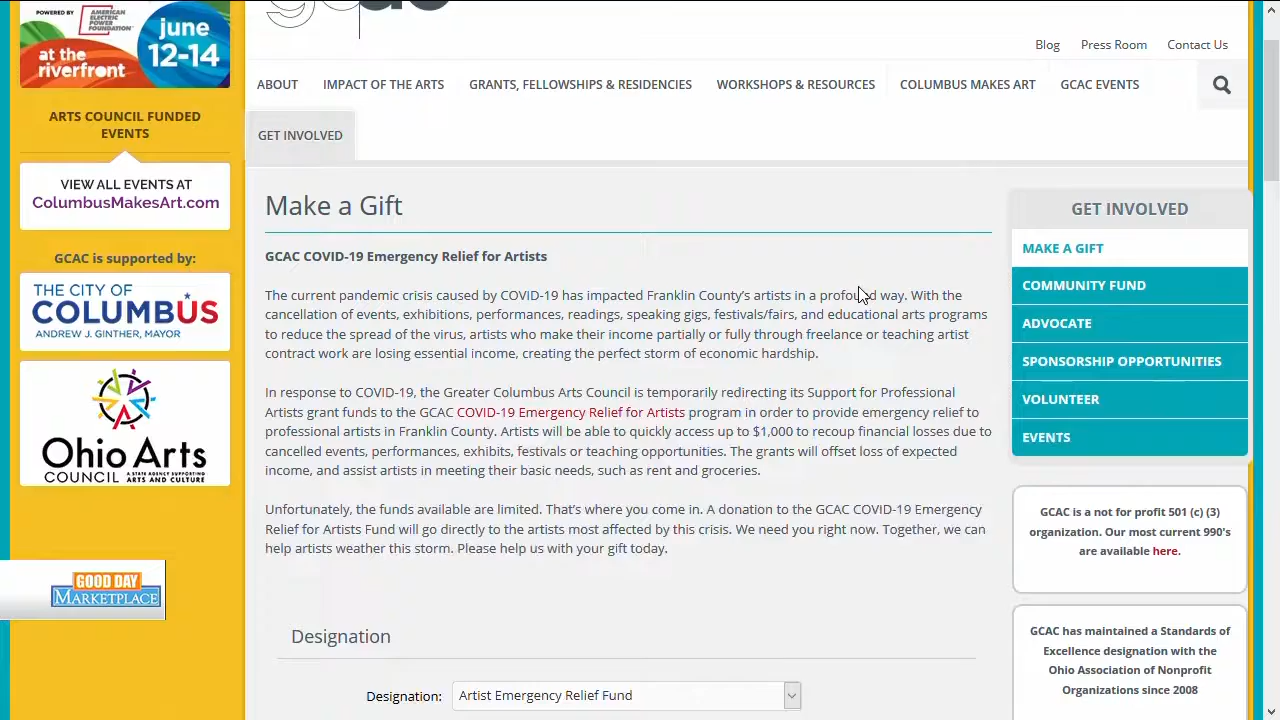 POWERED BY
AMERICAN
ELECTRIC
POWER
FOUNDATION
june
12-14
at the
riverfront
gcac
Blog Press Room Contact Us
ABOUT IMPACT OF THE ARTS GRANTS, FELLOWSHIPS & RESIDENCIES WORKSHOPS & RESOURCES COLUMBUS MAKES ART GCAC EVENTS
GET INVOLVED
ARTS COUNCIL FUNDED
EVENTS
VIEW ALL EVENTS AT
ColumbusMakesArt.com
GCAC is supported by:
THE CITY OF
COLUMBUS
ANDREW J. GINTHER, MAYOR
Ohio Arts
COUNCIL
A STATE AGENCY SUPPORTING
ARTS AND CULTURE
GOOD DAY
MARKETPLACE
Make a Gift
GCAC COVID-19 Emergency Relief for Artists
The current pandemic crisis caused by COVID-19 has impacted Franklin County's artists in a profound way. With the
cancellation of events, exhibitions, performances, readings, speaking gigs, festivals/fairs, and educational arts programs
to reduce the spread of the virus, artists who make their income partially or fully through freelance or teaching artist
contract work are losing essential income, creating the perfect storm of economic hardship.
In response to COVID-19, the Greater Columbus Arts Council is temporarily redirecting its Support for Professional
Artists grant funds to the GCAC COVID-19 Emergency Relief for Artists program in order to provide emergency relief to
professional artists in Franklin County. Artists will be able to quickly access up to $1,000 to recoup financial losses due to
cancelled events, performances, exhibits, festivals or teaching opportunities. The grants will offset loss of expected
income, and assist artists in meeting their basic needs, such as rent and groceries.
Unfortunately, the funds available are limited. That's where you come in. A donation to the GCAC COVID-19 Emergency
Relief for Artists Fund will go directly to the artists most affected by this crisis. We need you right now. Together, we can
help artists weather this storm. Please help us with your gift today.
Designation
Designation: Artist Emergency Relief Fund
GET INVOLVED
MAKE A GIFT
COMMUNITY FUND
ADVOCATE
SPONSORSHIP OPPORTUNITIES
VOLUNTEER
EVENTS
GCAC is a not for profit 501 (c) (3)
organization. Our most current 990's
are available here.
GCAC has maintained a Standards of
Excellence designation with the
Ohio Association of Nonprofit
Organizations since 2008